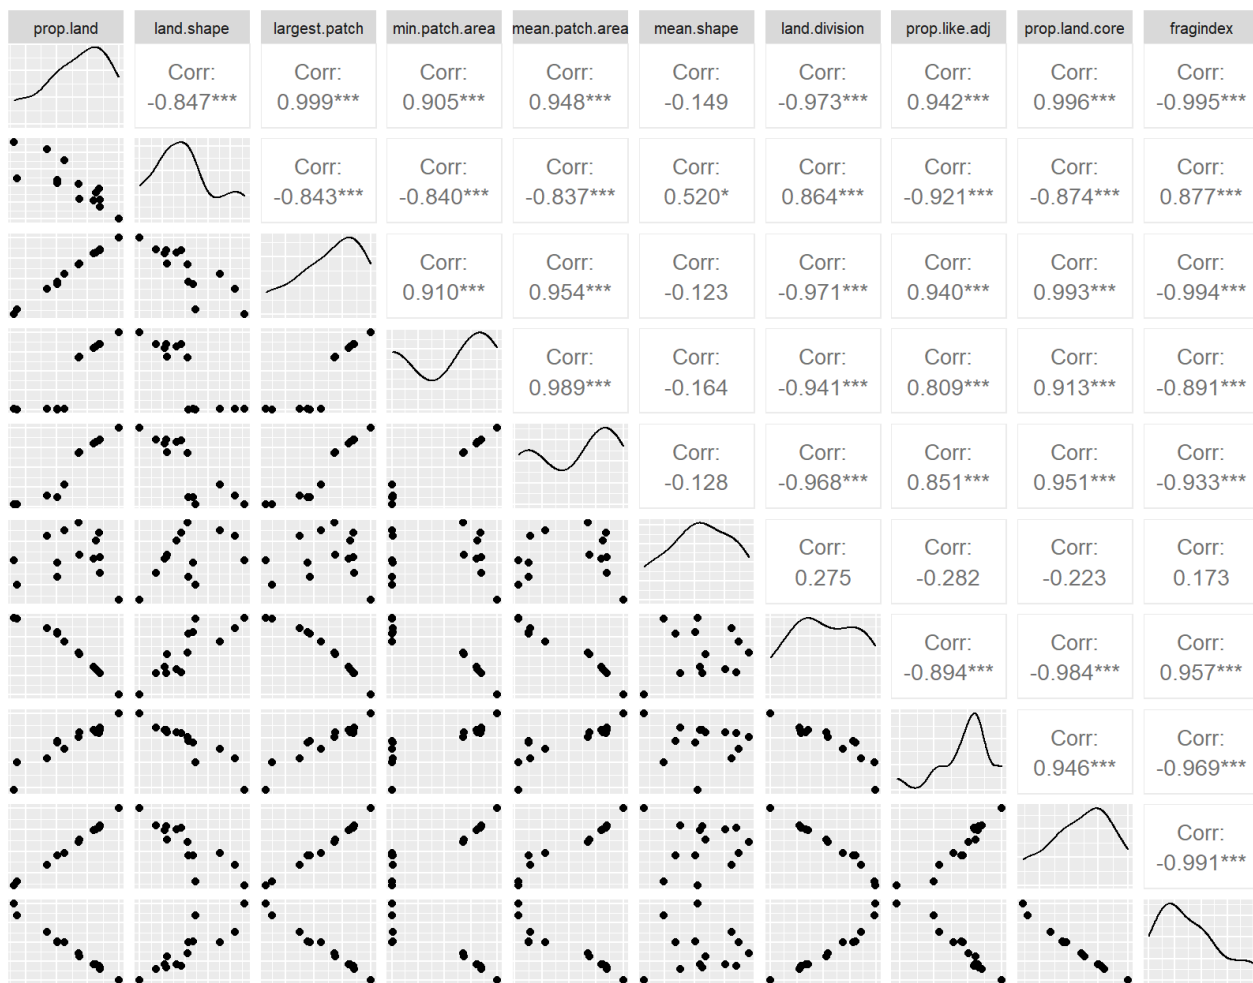 prop.land land.shape largest.patch min.patch.area mean.patch.area mean.shape land.division prop.like.adj prop.land.core fragindex
Corr: Corr: Corr: Corr: Corr: Corr: Corr: Corr: Corr:
-0.847*** 0.999*** 0.905*** 0.948*** -0.149 -0.973*** 0.942*** 0.996*** -0.995***
Corr: Corr: Corr: Corr: Corr: Corr: Corr: Corr:
-0.843*** -0.840*** -0.837*** 0.520* 0.864*** -0.921*** -0.874*** 0.877***
Corr: Corr: Corr: Corr: Corr: Corr: Corr:
0.910*** 0.954*** -0.123 -0.971*** 0.940*** 0.993*** -0.994***
Corr: Corr: Corr: Corr: Corr: Corr:
0.989*** -0.164 -0.941*** 0.809*** 0.913*** -0.891***
Corr: Corr: Corr: Corr: Corr:
-0.128 -0.968*** 0.851*** 0.951*** -0.933***
Corr: Corr: Corr: Corr:
0.275 -0.282 -0.223 0.173
Corr: Corr: Corr:
-0.894*** -0.984*** 0.957***
Corr: Corr:
0.946*** -0.969***
Corr:
-0.991***